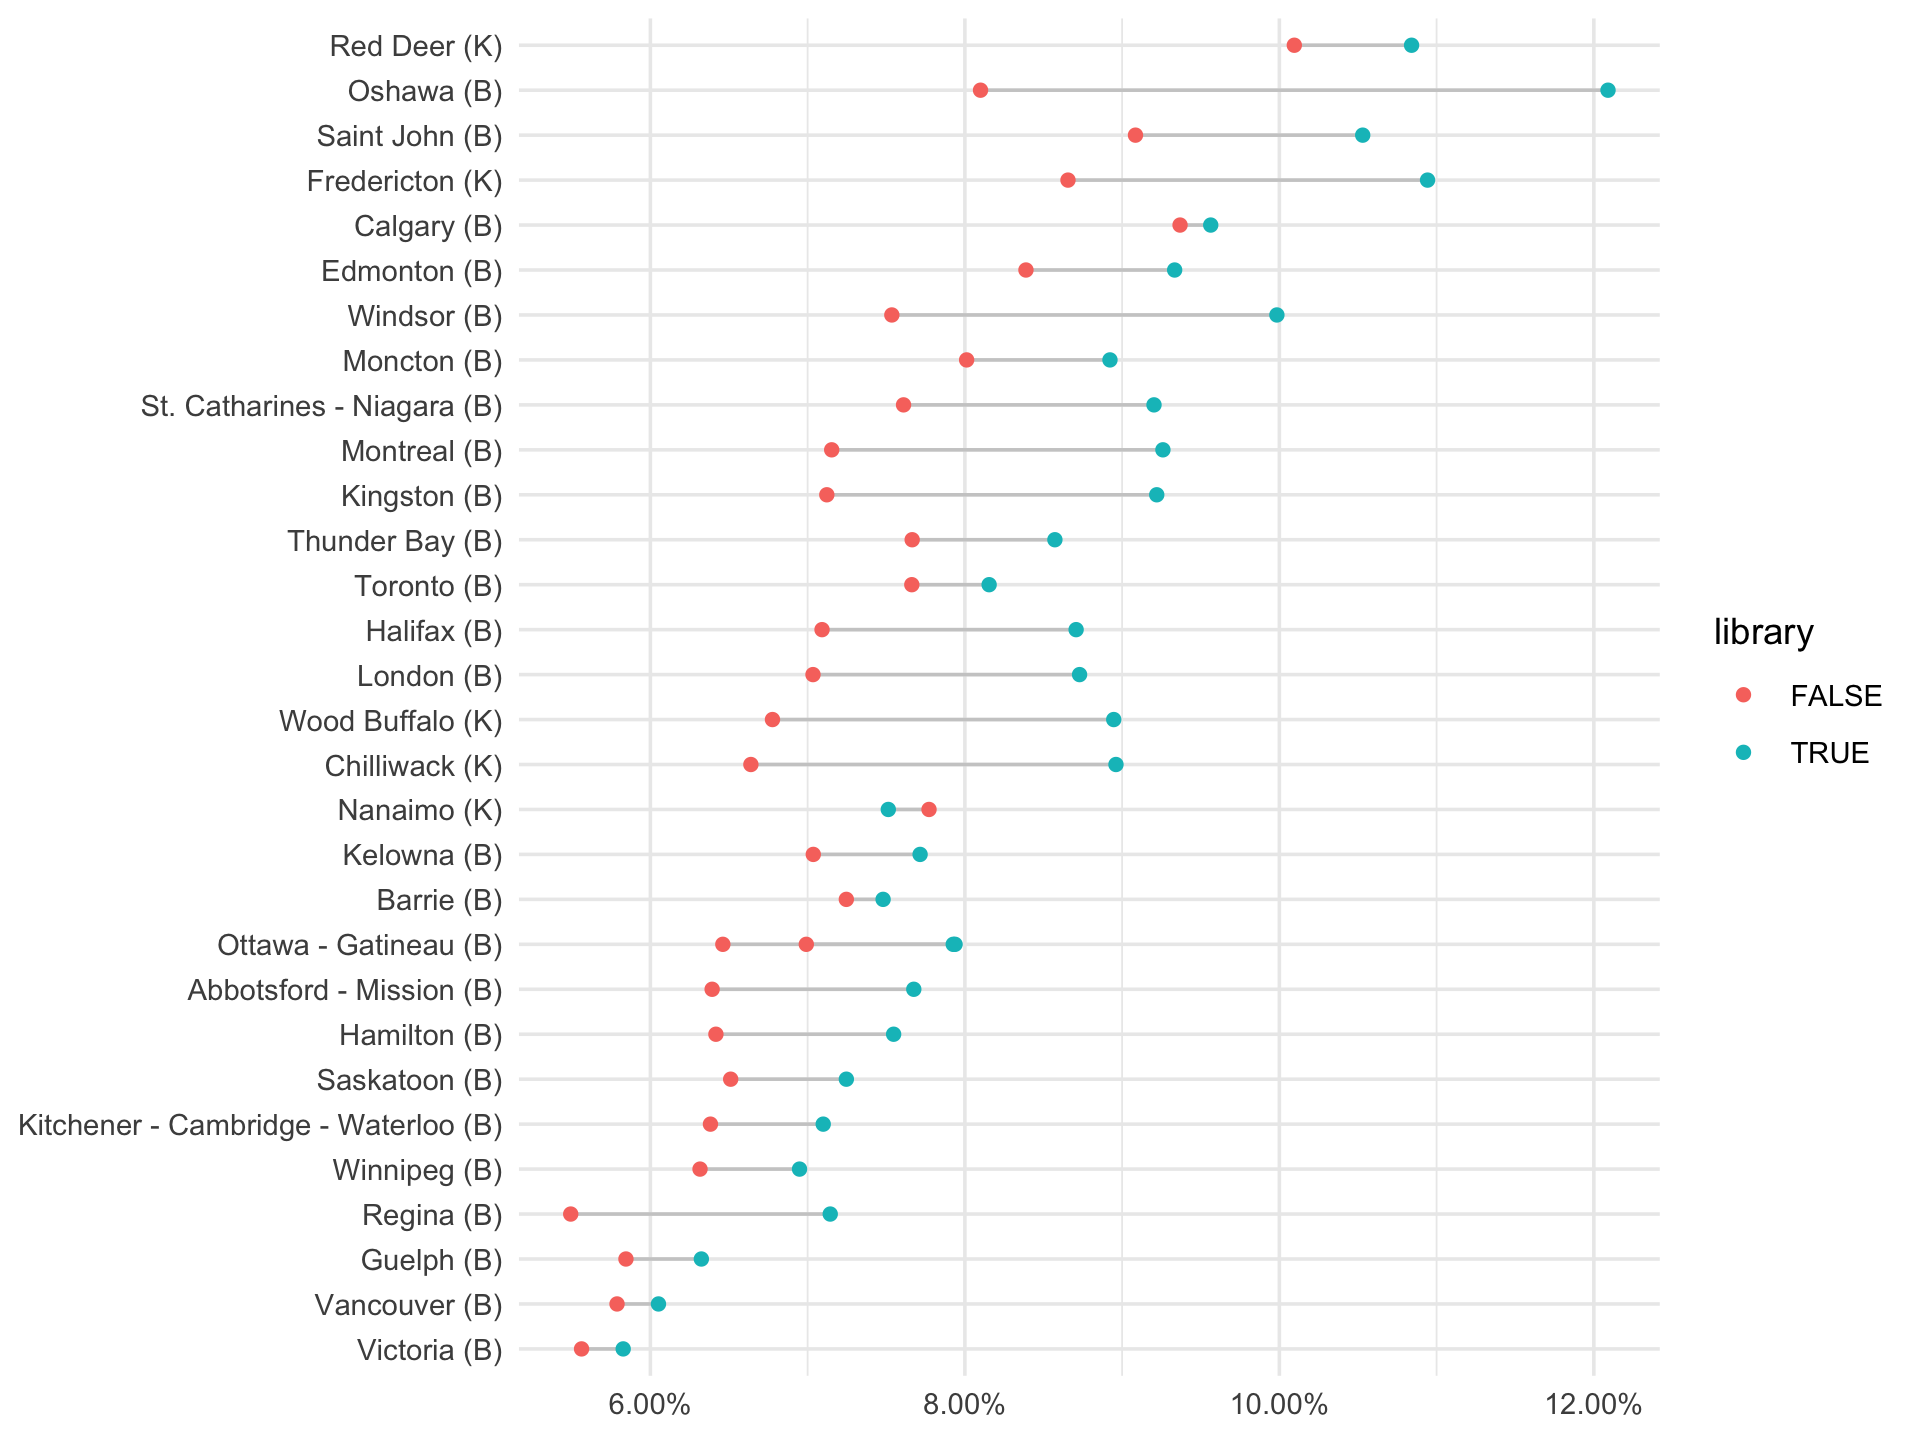 Red Deer (K)
Oshawa (B)
Saint John (B)
Fredericton (K)
Calgary (B)
Edmonton (B)
Windsor (B)
Moncton (B)
St. Catharines - Niagara (B)
Montreal (B)
Kingston (B)
Thunder Bay (B)
Toronto (B)
Halifax (B)
London (B)
Wood Buffalo (K)
Chilliwack (K)
Nanaimo (K)
Kelowna (B)
Barrie (B)
Ottawa - Gatineau (B)
Abbotsford - Mission (B)
Hamilton (B)
Saskatoon (B)
Kitchener - Cambridge - Waterloo (B)
Winnipeg (B)
Regina (B)
Guelph (B)
Vancouver (B)
Victoria (B)
6.00% 8.00% 10.00% 12.00%
library
FALSE
TRUE